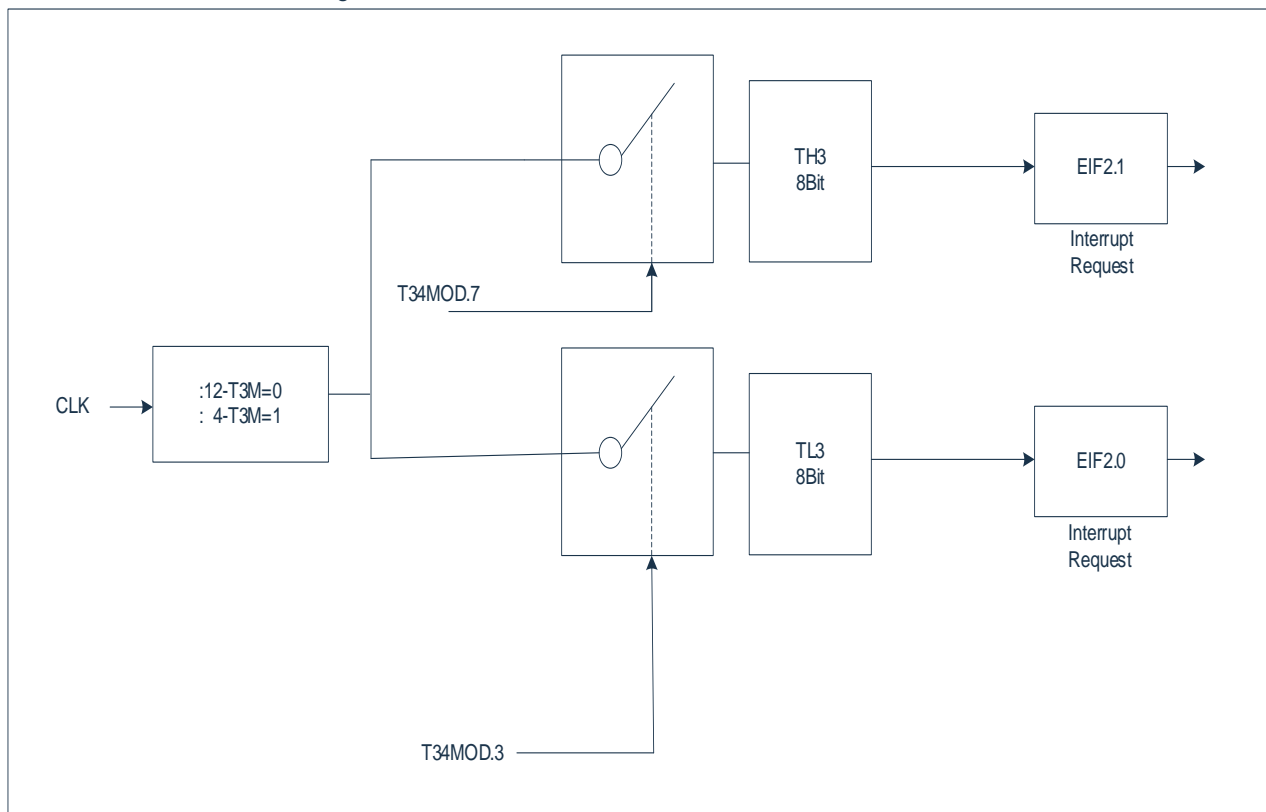 TH3
8Bit
EIF2.1
Interrupt
Request
T34MOD.7
CLK
:12-T3M=0
: 4-T3M=1
TL3
8Bit
EIF2.0
Interrupt
Request
T34MOD.3